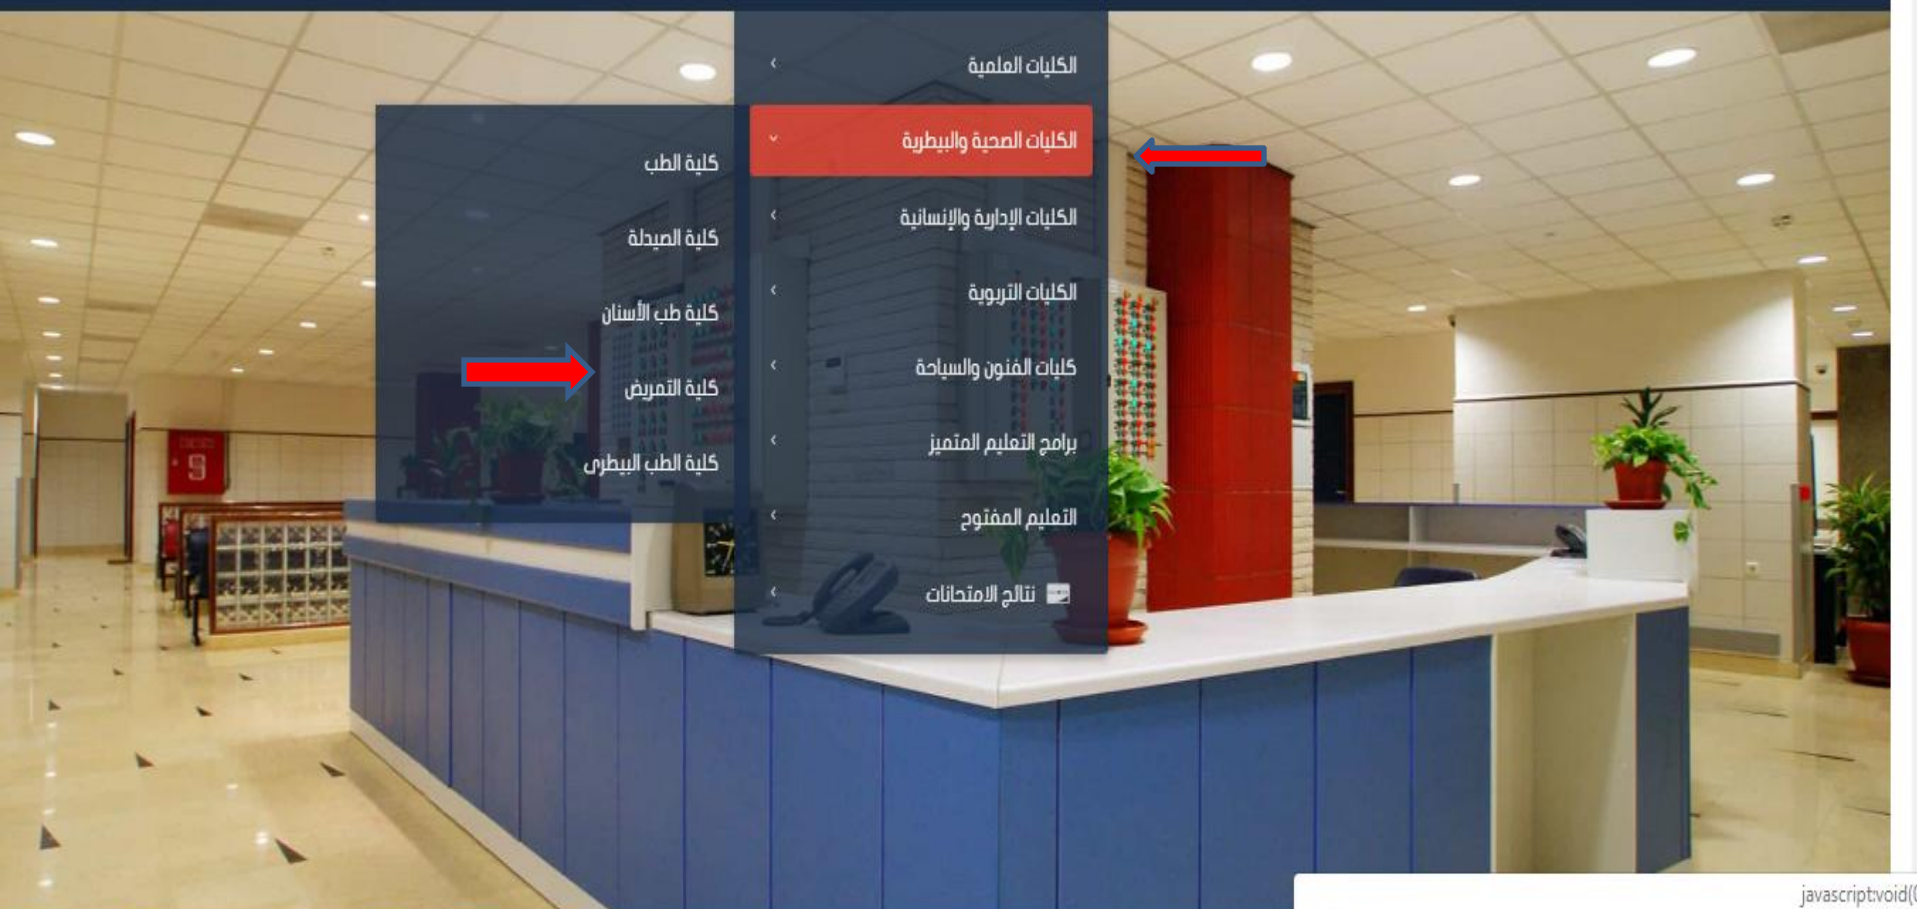 الكليات العلمية
الكليات الصحية والبيطرية
الكليات الإدارية والإنسانية
الكليات التربوية
كليات الفنون والسياحة
برامج التعليم المتميز
التعليم المفتوح
نتائج الامتحانات
كلية الطب
كلية الصيدلة
كلية طب الأسنان
كلية التمريض
كلية الطب البيطرى
javascript:void(0